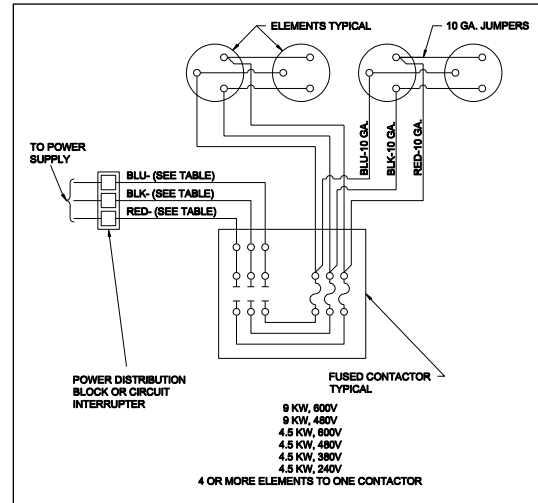 ELEMENTS TYPICAL
10 GA. JUMPERS
BLU-10 GA.
BLK-10 GA.
RED-10 GA.
TO POWER
SUPPLY
BLU- (SEE TABLE)
BLK- (SEE TABLE)
RED- (SEE TABLE)
POWER DISTRIBUTION
BLOCK OR CIRCUIT
INTERRUPTER
FUSED CONTACTOR
TYPICAL
9 KW, 600V
9 KW, 480V
4.5 KW, 600V
4.5 KW, 480V
4.5 KW, 380V
4.5 KW, 240V
4 OR MORE ELEMENTS TO ONE CONTACTOR